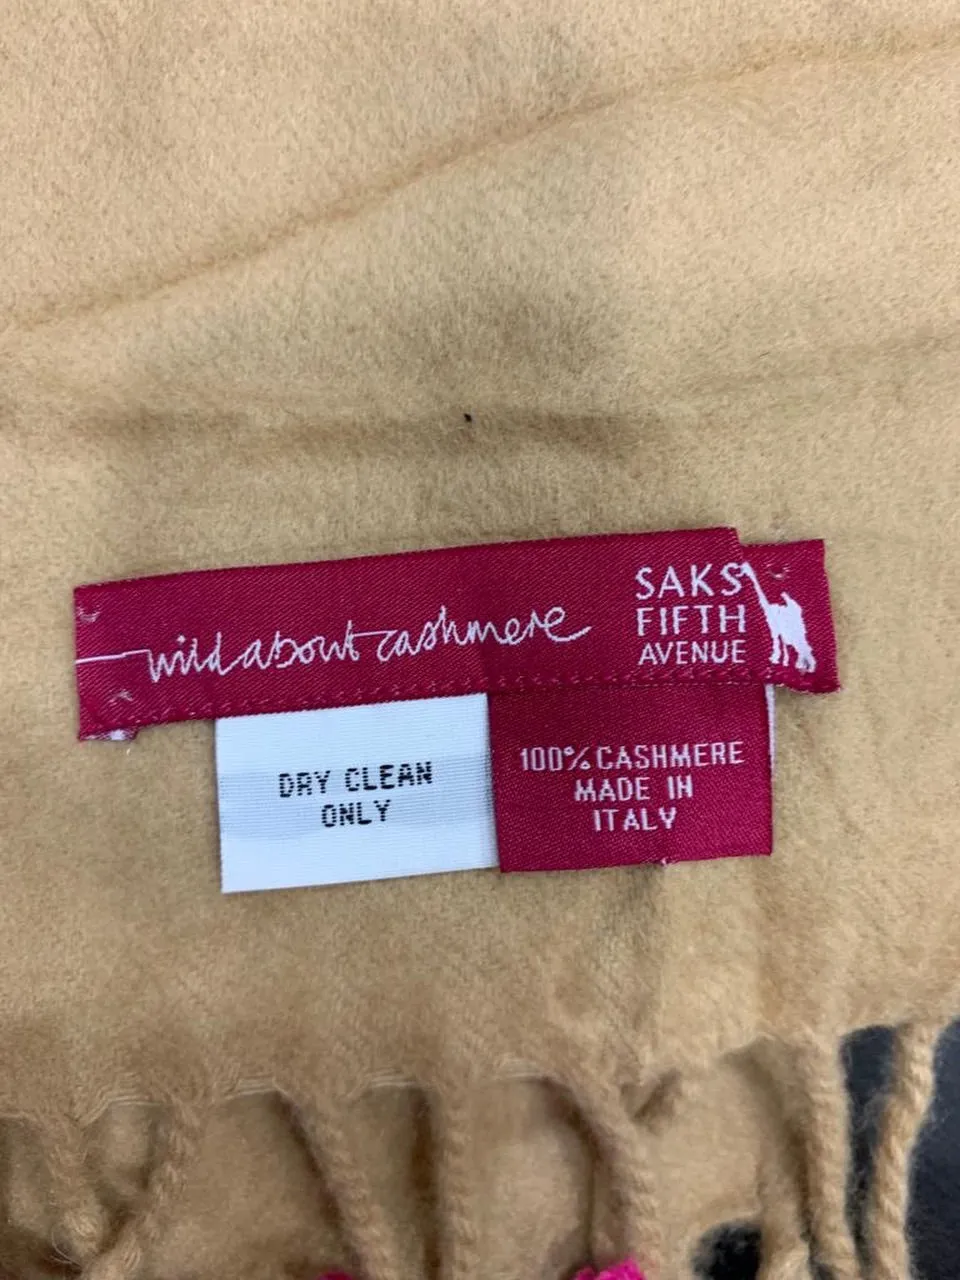 wild about cashmere
SAKS
FIFTH
AVENUE
DRY CLEAN
ONLY
100% CASHMERE
MADE IN
ITALY